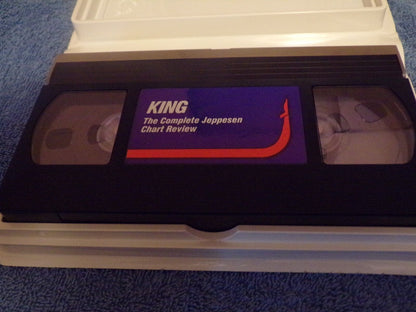 KING
The Complete Jeppesen
Chart Review